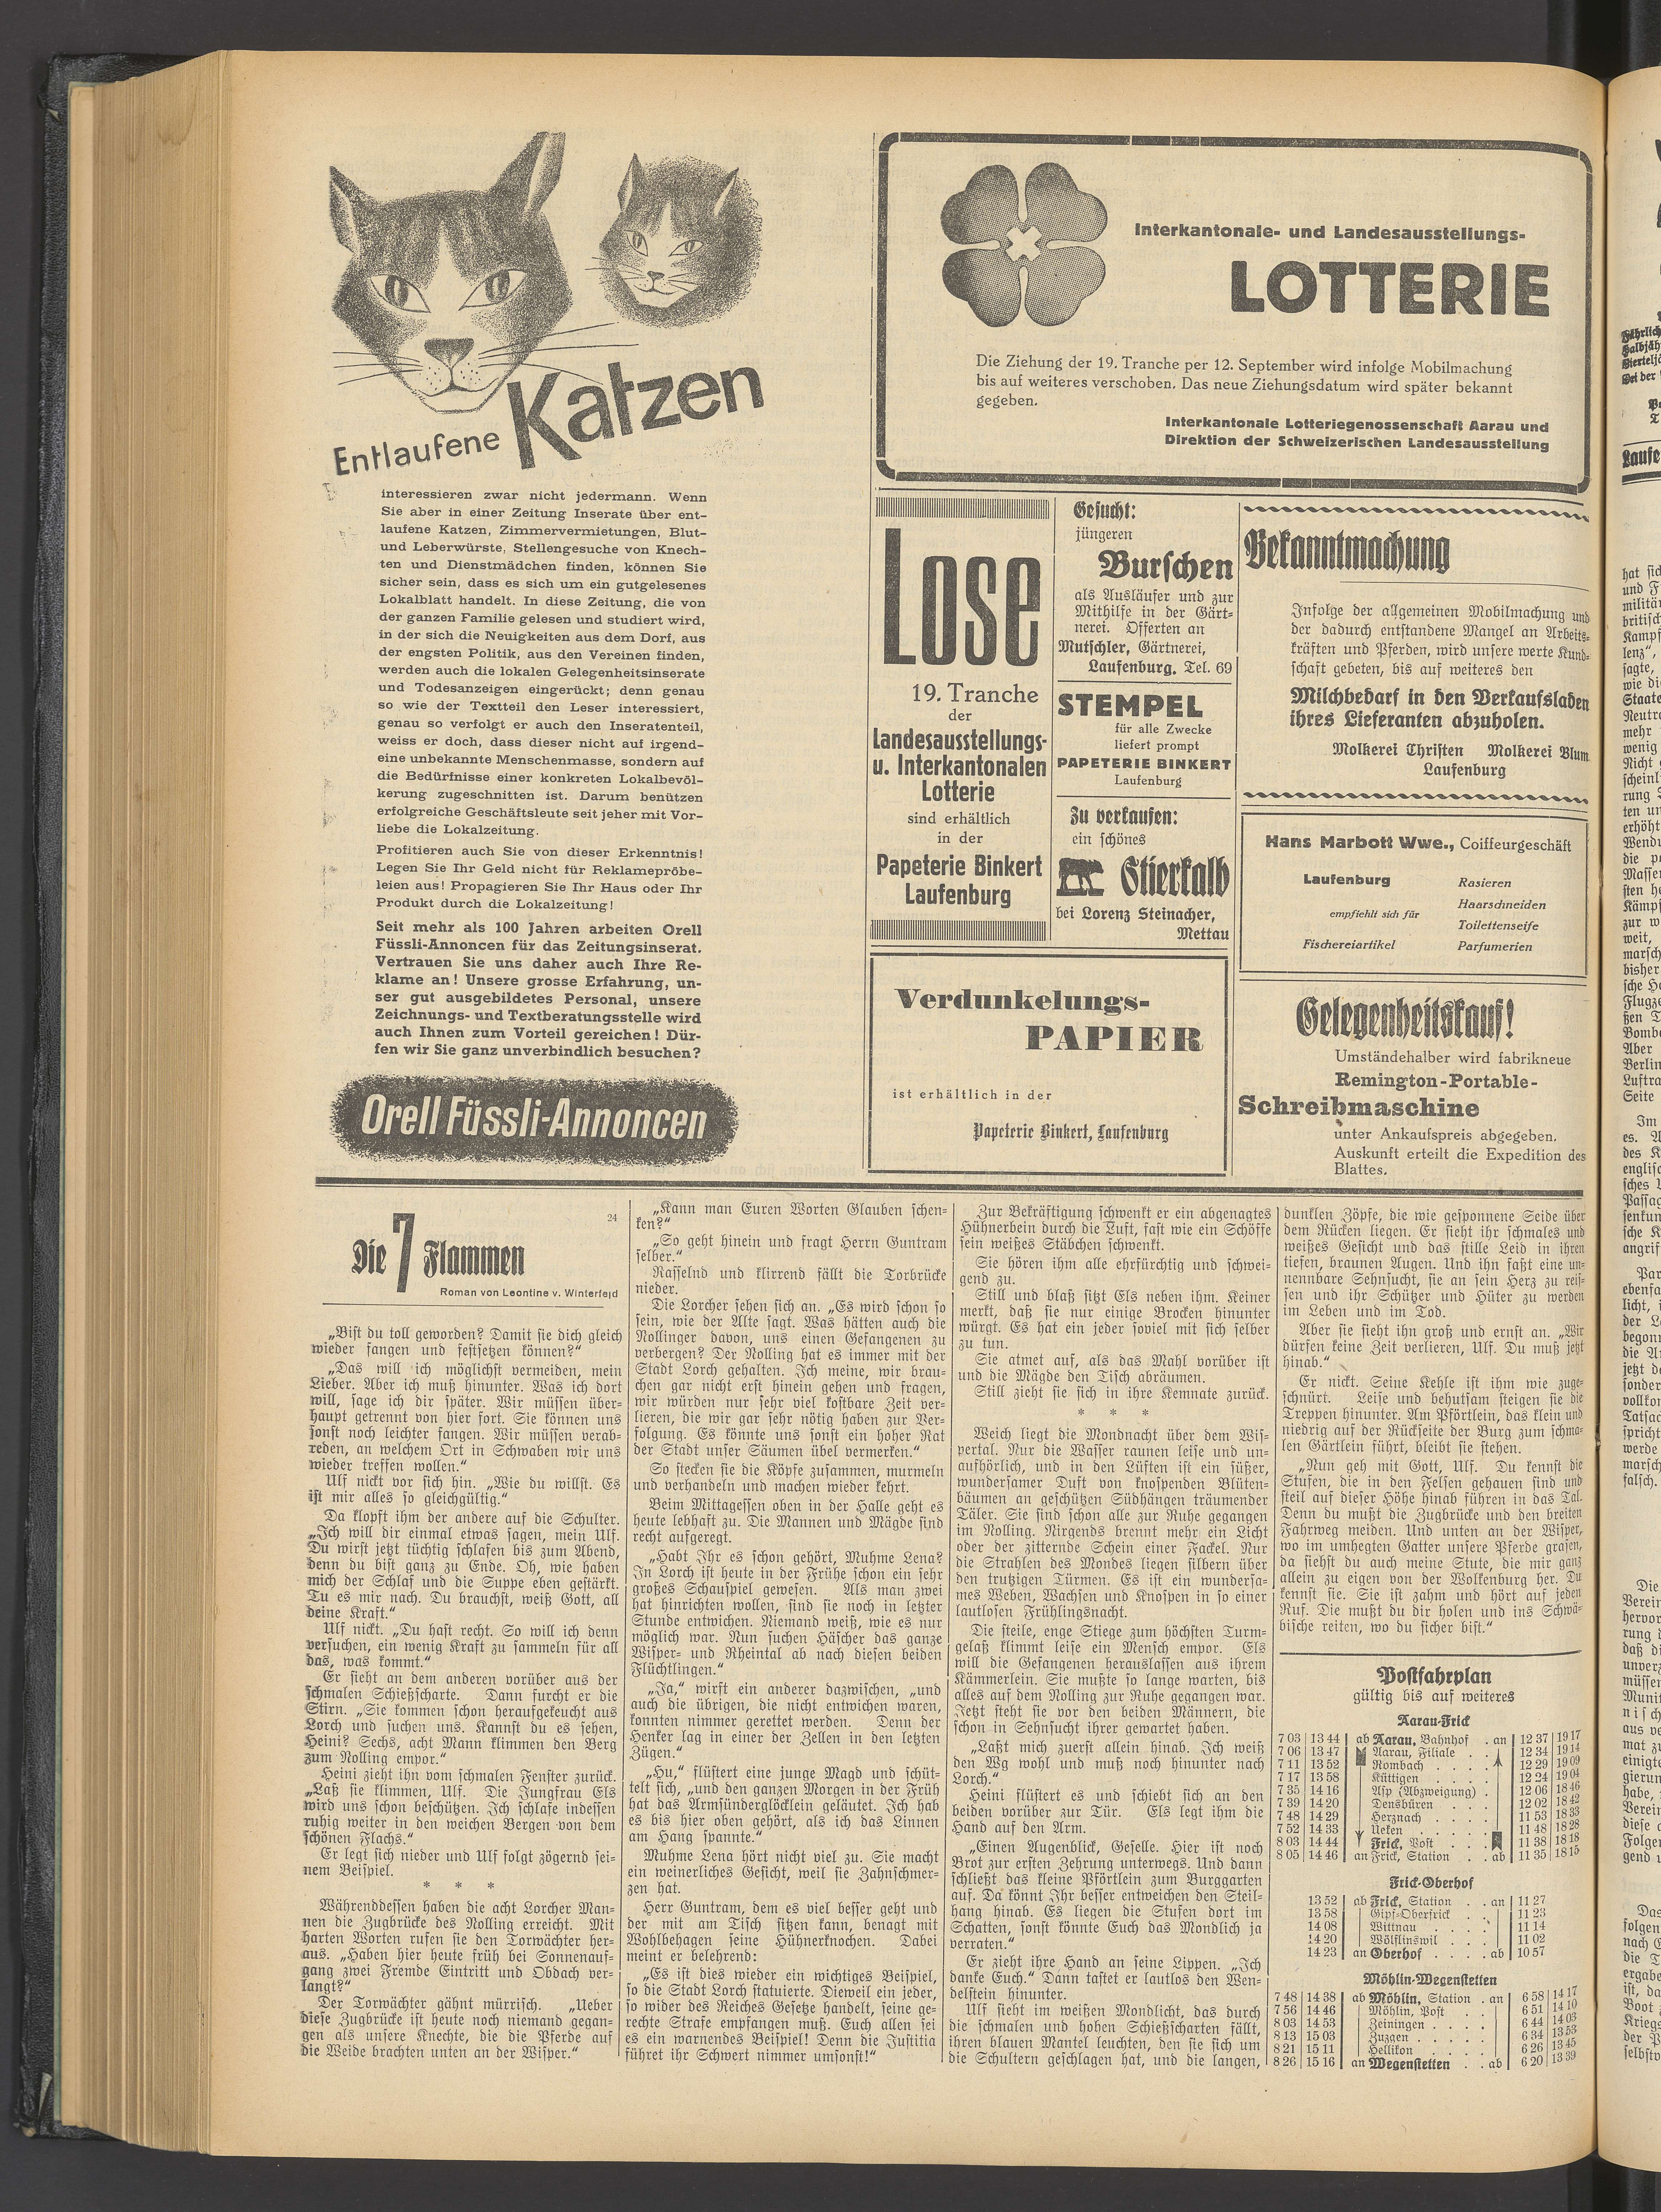 Entlaufene Katzen
interessieren zwar nicht jedermann. Wenn
Sie aber in einer Zeitung Inserate über ent-
laufene Katzen, Zimmervermietungen, Blut-
und Leberwürste, Stellengesuche von Knech-
ten und Dienstmädchen finden, können Sie
sicher sein, dass es sich um ein gutgelesenes
Lokalblatt handelt. In diese Zeitung, die von
der ganzen Familie gelesen und studiert wird,
in der sich die Neuigkeiten aus dem Dorf, aus
der engsten Politik, aus den Vereinen finden,
werden auch die lokalen Gelegenheitsinserate
und Todesanzeigen eingerückt; denn genau
so wie der Textteil den Leser interessiert,
genau so verfolgt er auch den Inseratenteil,
weiss er doch, dass dieser nicht auf irgend-
eine unbekannte Menschenmasse, sondern auf
die Bedürfnisse einer konkreten Lokalbevöl-
kerung zugeschnitten ist. Darum benützen
erfolgreiche Geschäftsleute seit jeher mit Vor-
liebe die Lokalzeitung.
Profitieren auch Sie von dieser Erkenntnis!
Legen Sie Ihr Geld nicht für Reklamepröbe-
leien aus! Propagieren Sie Ihr Haus oder Ihr
Produkt durch die Lokalzeitung!
Seit mehr als 100 Jahren arbeiten Orell
Füssli-Annoncen für das Zeitungsinserat.
Vertrauen Sie uns daher auch Ihre Re-
klame an! Unsere grosse Erfahrung, un-
ser gut ausgebildetes Personal, unsere
Zeichnungs- und Textberatungsstelle wird
auch Ihnen zum Vorteil gereichen! Dür-
fen wir Sie ganz unverbindlich besuchen?
Orell Füssli-Annoncen
Interkantonale- und Landesausstellungs-
LOTTERIE
Die Ziehung der 19. Tranche per 12. September wird infolge Mobilmachung
bis auf weiteres verschoben. Das neue Ziehungsdatum wird später bekannt
gegeben.
Interkantonale Lotteriegenossenschaft Aarau und
Direktion der Schweizerischen Landesausstellung
Lose
19. Tranche
der
Landesausstellungs-
u. Interkantonalen
Lotterie
sind erhältlich
in der
Papeterie Binkert
Laufenburg
Gesucht:
jüngeren
Burschen
als Ausläufer und zur
Mithilfe in der Gärt-
nerei. Offerten an
Mutschler, Gärtnerei,
Laufenburg. Tel. 69
STEMPEL
für alle Zwecke
liefert prompt
PAPETERIE BINKERT
Laufenburg
Zu verkaufen:
ein schönes
Stierkalb
bei Lorenz Steinacher,
Mettau
Bekanntmachung
Infolge der allgemeinen Mobilmachung und
der dadurch entstandene Mangel an Arbeits-
kräften und Pferden, wird unsere werte Kund-
schaft gebeten, bis auf weiteres den
Milchbedarf in den Verkaufsladen
ihres Lieferanten abzuholen.
Molkerei Christen Molkerei Blum
Laufenburg
Hans Marbott Wwe., Coiffeurgeschäft
Laufenburg
empfiehlt sich für
Fischereiartikel
Rasieren
Haarschneiden
Toilettenseife
Parfumerien
Verdunkelungs-
PAPIER
ist erhältlich in der
Papeterie Binkert, Laufenburg
Gelegenheitskauf!
Umständehalber wird fabrikneue
Remington-Portable-
Schreibmaschine
unter Ankaufspreis abgegeben.
Auskunft erteilt die Expedition des
Blattes.
24
Die 7 Flammen
Roman von Leontine v. Winterfeld
„Bist du toll geworden? Damit sie dich gleich
wieder fangen und festsetzen können?“
„Das will ich möglichst vermeiden, mein
Lieber. Aber ich muß hinunter. Was ich dort
will, sage ich dir später. Wir müssen über-
haupt getrennt von hier fort. Sie können uns
sonst noch leichter fangen. Wir müssen verab-
reden, an welchem Ort in Schwaben wir uns
wieder treffen wollen.“
Ulf nickt vor sich hin. „Wie du willst. Es
ist mir alles so gleichgültig.“
Da klopft ihm der andere auf die Schulter.
„Ich will dir einmal etwas sagen, mein Ulf.
Du wirst jetzt tüchtig schlafen bis zum Abend,
denn du bist ganz zu Ende. Oh, wie haben
mich der Schlaf und die Suppe eben gestärkt.
Tu es mir nach. Du brauchst, weiß Gott, all
deine Kraft.“
Ulf nickt. „Du hast recht. So will ich denn
versuchen, ein wenig Kraft zu sammeln für all
das, was kommt.“
Er sieht an dem anderen vorüber aus der
schmalen Schießscharte. Dann furcht er die
Stirn. „Sie kommen schon heraufgekeucht aus
Lorch und suchen uns. Kannst du es sehen,
Heini? Sechs, acht Mann klimmen den Berg
zum Nolling empor.“
Heini zieht ihn vom schmalen Fenster zurück.
„Laß sie klimmen, Ulf. Die Jungfrau Els
wird uns schon beschützen. Ich schlafe indessen
ruhig weiter in den weichen Bergen von dem
schönen Flachs.“
Er legt sich nieder und Ulf folgt zögernd sei-
nem Beispiel.
* * *
Währenddessen haben die acht Lorcher Man-
nen die Zugbrücke des Nolling erreicht. Mit
harten Worten rufen sie den Torwächter her-
aus. „Haben hier heute früh bei Sonnenauf-
gang zwei Fremde Eintritt und Obdach ver-
langt?“
Der Torwächter gähnt mürrisch. „Ueber
diese Zugbrücke ist heute noch niemand gegan-
gen als unsere Knechte, die die Pferde auf
die Weide brachten unten an der Wisper.“
„Kann man Euren Worten Glauben schen-
ken?“
„So geht hinein und fragt Herrn Guntram
selber.“
Rasselnd und klirrend fällt die Torbrücke
nieder.
Die Lorcher sehen sich an. „Es wird schon so
sein, wie der Alte sagt. Was hätten auch die
Nollinger davon, uns einen Gefangenen zu
verbergen? Der Nolling hat es immer mit der
Stadt Lorch gehalten. Ich meine, wir brau-
chen gar nicht erst hinein gehen und fragen,
wir würden nur sehr viel kostbare Zeit ver-
lieren, die wir gar sehr nötig haben zur Ver-
folgung. Es könnte uns sonst ein hoher Rat
der Stadt unser Säumen übel vermerken.“
So stecken sie die Köpfe zusammen, murmeln
und verhandeln und machen wieder kehrt.
Beim Mittagessen oben in der Halle geht es
heute lebhaft zu. Die Mannen und Mägde sind
recht aufgeregt.
„Habt Ihr es schon gehört, Muhme Lena?
In Lorch ist heute in der Frühe schon ein sehr
großes Schauspiel gewesen. Als man zwei
hat hinrichten wollen, sind sie noch in letzter
Stunde entwichen. Niemand weiß, wie es nur
möglich war. Nun suchen Häscher das ganze
Wisper- und Rheintal ab nach diesen beiden
Flüchtlingen.“
„Ja,“ wirft ein anderer dazwischen, „und
auch die übrigen, die nicht entwichen waren,
konnten nimmer gerettet werden. Denn der
Henker lag in einer der Zellen in den letzten
Zügen.“
„Hu,“ flüstert eine junge Magd und schüt-
telt sich, „und den ganzen Morgen in der Früh
hat das Armsünderglöcklein geläutet. Ich hab
es bis hier oben gehört, als ich das Linnen
am Hang spannte.“
Muhme Lena hört nicht viel zu. Sie macht
ein weinerliches Gesicht, weil sie Zahnschmer-
zen hat.
Herr Guntram, dem es viel besser geht und
der mit am Tisch sitzen kann, benagt mit
Wohlbehagen seine Hühnerknochen. Dabei
meint er belehrend:
„Es ist dies wieder ein wichtiges Beispiel,
so die Stadt Lorch statuierte. Dieweil ein jeder,
so wider des Reiches Gesetze handelt, seine ge-
rechte Strafe empfangen muß. Euch allen sei
es ein warnendes Beispiel! Denn die Justitia
führet ihr Schwert nimmer umsonst!“
Zur Bekräftigung schwenkt er ein abgenagtes
Hühnerbein durch die Luft, fast wie ein Schöffe
sein weißes Stäbchen schwenkt.
Sie hören ihm alle ehrfürchtig und schwei-
gend zu.
Still und blaß sitzt Els neben ihm. Keiner
merkt, daß sie nur einige Brocken hinunter
würgt. Es hat ein jeder soviel mit sich selber
zu tun.
Sie atmet auf, als das Mahl vorüber ist
und die Mägde den Tisch abräumen.
Still zieht sie sich in ihre Kemnate zurück.
* * *
Weich liegt die Mondnacht über dem Wis-
pertal. Nur die Wasser raunen leise und un-
aufhörlich, und in den Lüften ist ein süßer,
wundersamer Duft von knospenden Blüten-
bäumen an geschützen Südhängen träumender
Täler. Sie sind schon alle zur Ruhe gegangen
im Nolling. Nirgends brennt mehr ein Licht
oder der zitternde Schein einer Fackel. Nur
die Strahlen des Mondes liegen silbern über
den trutzigen Türmen. Es ist ein wundersa-
mes Weben, Wachsen und Knospen in so einer
lautlosen Frühlingsnacht.
Die steile, enge Stiege zum höchsten Turm-
gelaß klimmt leise ein Mensch empor. Els
will die Gefangenen herauslassen aus ihrem
Kämmerlein. Sie mußte so lange warten, bis
alles auf dem Nolling zur Ruhe gegangen war.
Jetzt steht sie vor den beiden Männern, die
schon in Sehnsucht ihrer gewartet haben.
„Laßt mich zuerst allein hinab. Ich weiß
den Wg wohl und muß noch hinunter nach
Lorch.“
Heini flüstert es und schiebt sich an den
beiden vorüber zur Tür. Els legt ihm die
Hand auf den Arm.
„Einen Augenblick, Geselle. Hier ist noch
Brot zur ersten Zehrung unterwegs. Und dann
schließt das kleine Pförtlein zum Burggarten
auf. Da könnt Ihr besser entweichen den Steil-
hang hinab. Es liegen die Stufen dort im
Schatten, sonst könnte Euch das Mondlich ja
verraten.“
Er zieht ihre Hand an seine Lippen. „Ich
danke Euch.“ Dann tastet er lautlos den Wen-
delstein hinunter.
Ulf sieht im weißen Mondlicht, das durch
die schmalen und hohen Schießscharten fällt,
ihren blauen Mantel leuchten, den sie sich um
die Schultern geschlagen hat, und die langen,
dunklen Zöpfe, die wie gesponnene Seide über
dem Rücken liegen. Er sieht ihr schmales und
weißes Gesicht und das stille Leid in ihren
tiefen, braunen Augen. Und ihn faßt eine un-
nennbare Sehnsucht, sie an sein Herz zu reis-
sen und ihr Schützer und Hüter zu werden
im Leben und im Tod.
Aber sie sieht ihn groß und ernst an. „Wir
dürfen keine Zeit verlieren, Ulf. Du muß jetzt
hinab.“
Er nickt. Seine Kehle ist ihm wie zuge-
schnürt. Leise und behutsam steigen sie die
Treppen hinunter. Am Pförtlein, das klein und
niedrig auf der Rückseite der Burg zum schma-
len Gärtlein führt, bleibt sie stehen.
„Nun geh mit Gott, Ulf. Du kennst die
Stufen, die in den Felsen gehauen sind und
steil auf dieser Höhe hinab führen in das Tal.
Denn du mußt die Zugbrücke und den breiten
Fahrweg meiden. Und unten an der Wisper,
wo im umhegten Gatter unsere Pferde grasen,
da siehst du auch meine Stute, die mir ganz
allein zu eigen von der Wolkenburg her. Du
kennst sie. Sie ist zahm und hört auf jeden
Ruf. Die mußt du dir holen und ins Schwä-
bische reiten, wo du sicher bist.“
Postfahrplan
gültig bis auf weiteres
Aarau-Frick
7 03 13 44 ab Aarau, Bahnhof . an 12 37 19 17
7 06 13 47 Aarau, Filiale . . 12 34 19 14
7 11 13 52 Rombach . . . . 12 29 19 09
7 17 13 58 Küttigen . . . . 12 24 19 04
7 35 14 16 Asp (Abzweigung) . 12 06 18 46
7 39 14 20 Densbüren . . . 12 02 18 42
7 48 14 29 Herznach . . . . 11 53 18 33
7 52 14 33 Ueken . . . . . 11 48 18 28
8 03 14 44 Frick, Post . . . 11 38 18 18
8 05 14 46 an Frick, Station . . ab 11 35 18 15
Frick-Oberhof
13 52 ab Frick, Station . . an 11 27
13 58 Gipf-Oberfrick . . 11 23
14 08 Wittnau . . . . 11 14
14 20 Wölflinswil . . . 11 02
14 23 an Oberhof . . . . ab 10 57
Möhlin-Wegenstetten
7 48 14 38 ab Möhlin, Station . an 6 58 14 17
7 56 14 46 Möhlin, Post . . . 6 51 14 10
8 03 14 53 Zeiningen . . . . 6 44 14 03
8 13 15 03 Zuzgen . . . . . 6 34 13 53
8 21 15 11 Hellikon . . . . 6 26 13 45
8 26 15 16 an Wegenstetten . . ab 6 20 13 39